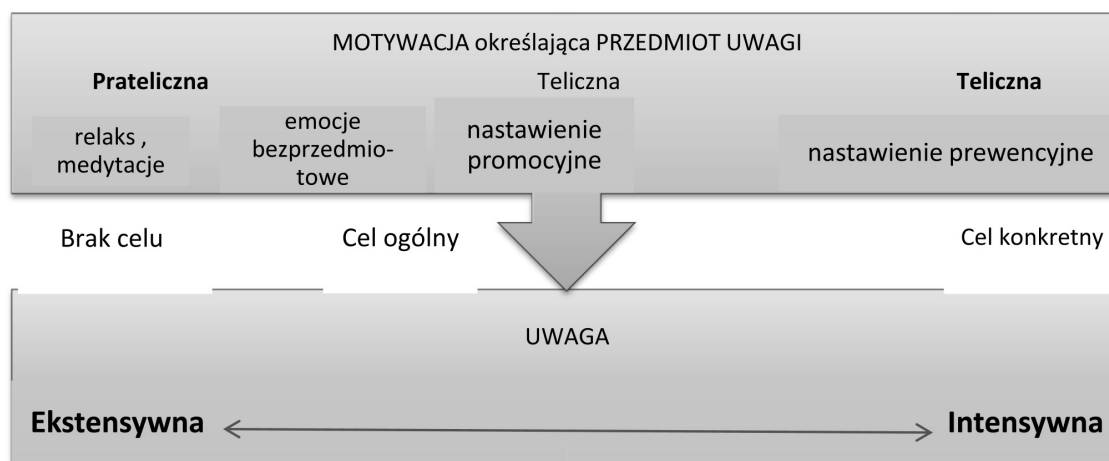 MOTYWACJA określająca PRZEDMIOT UWAGI
Prateliczna Teliczna Teliczna
relaks ,
medytacje
emocje
bezprzedmio-
towe
nastawienie
promocyjne
nastawienie prewencyjne
Brak celu Cel ogólny Cel konkretny
UWAGA
Ekstensywna Intensywna